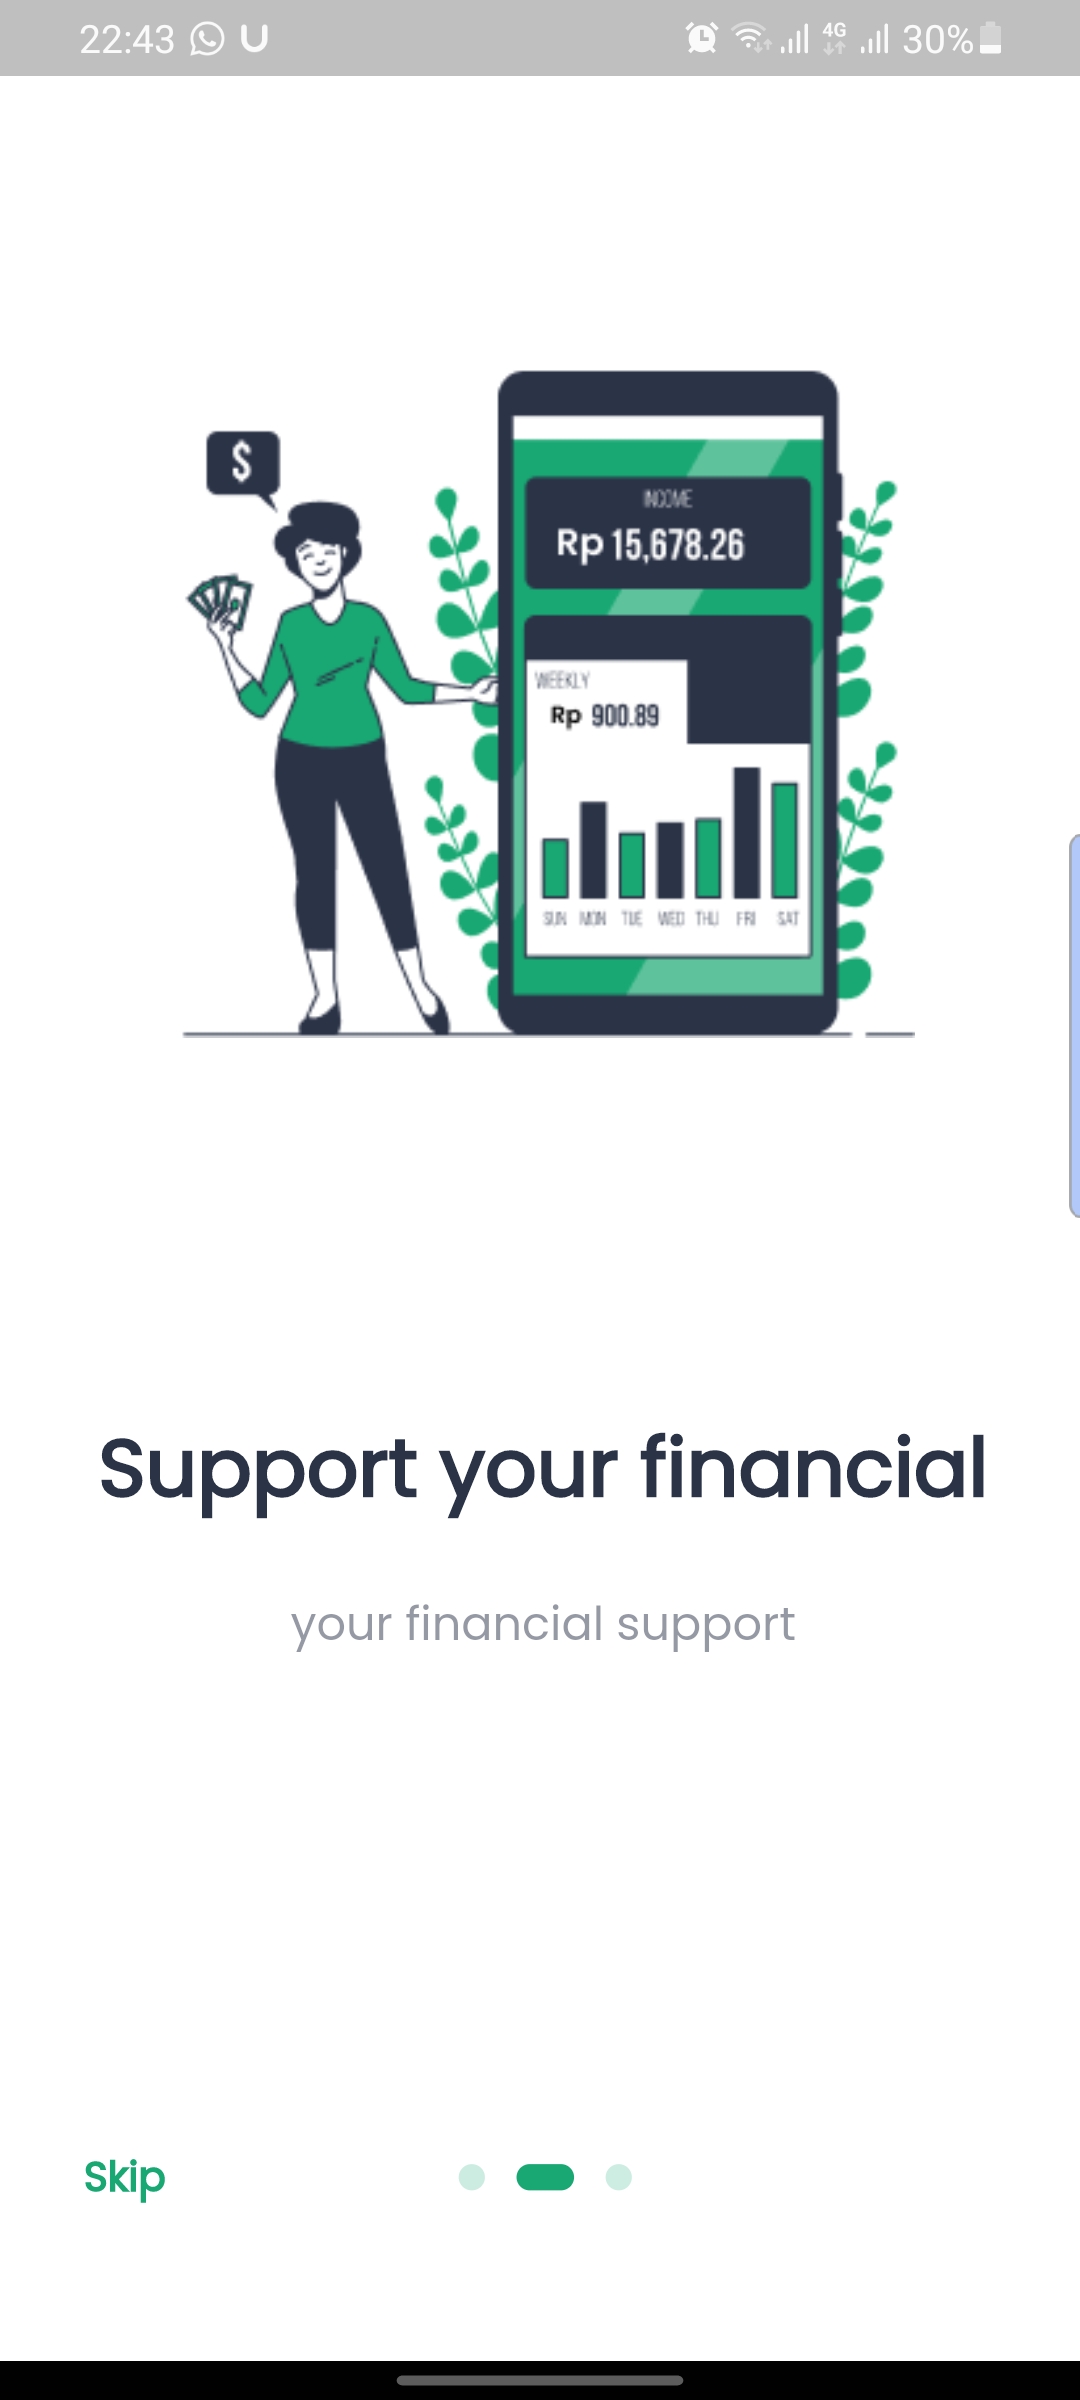 22:43 4G 30%
$
INCOME
Rp 15,678.26
WEEKLY
Rp 900.89
SUN MON TUE WED THU FRI SAT
Support your financial
your financial support
Skip